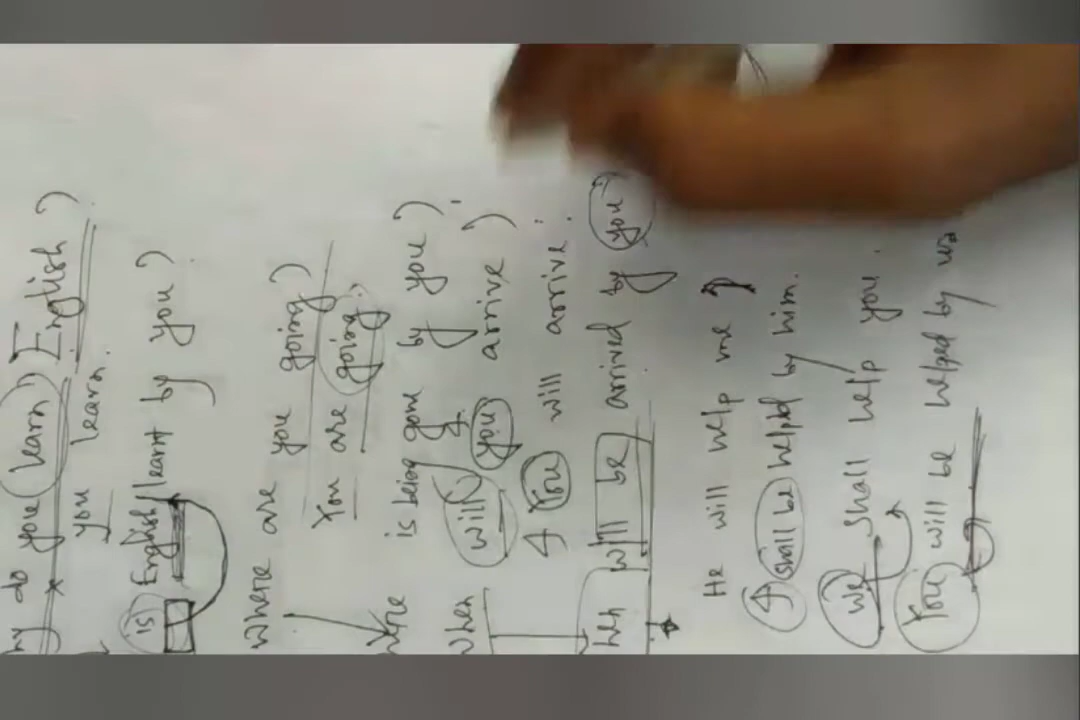 do you learn English ?
you learn.
is English learnt by you ?
Where are you going ?
You are going.
is being gone by you ?
When will you arrive ?
You will arrive.
hen will be arrived by you
He will help me
I shall be helped by him.
We shall help you.
You will be helped by us